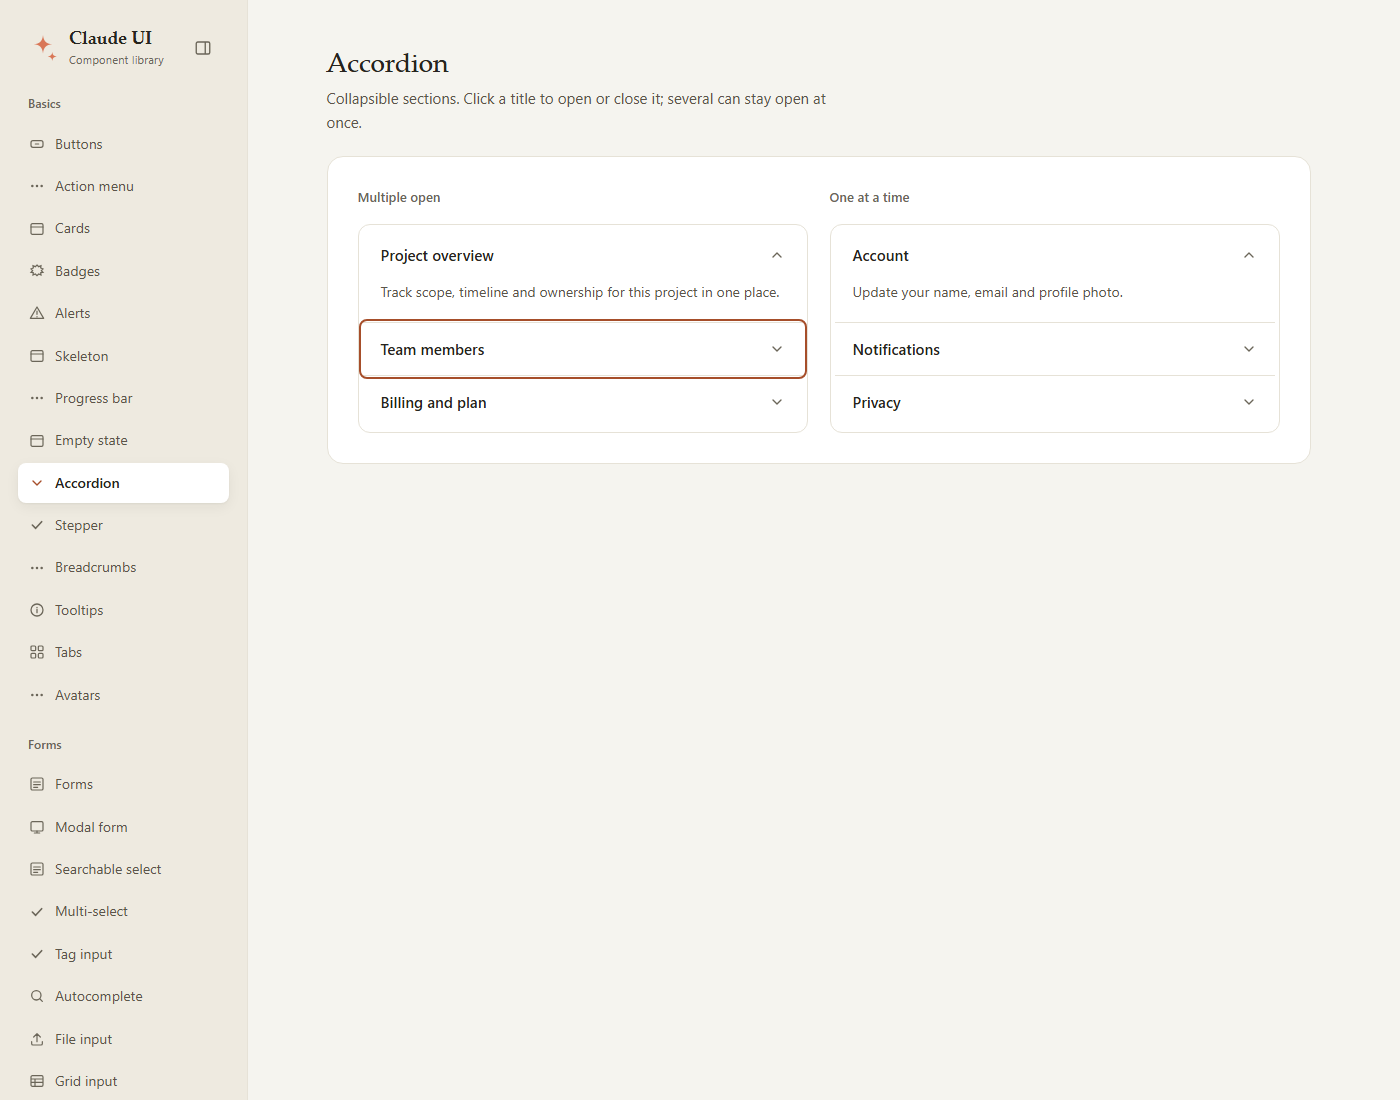 Claude UI
Component library
Basics
Buttons
Action menu
Cards
Badges
Alerts
Skeleton
Progress bar
Empty state
Accordion
Stepper
Breadcrumbs
Tooltips
Tabs
Avatars
Forms
Forms
Modal form
Searchable select
Multi-select
Tag input
Autocomplete
File input
Grid input
Accordion
Collapsible sections. Click a title to open or close it; several can stay open at
once.
Multiple open
Project overview
Track scope, timeline and ownership for this project in one place.
Team members
Billing and plan
One at a time
Account
Update your name, email and profile photo.
Notifications
Privacy